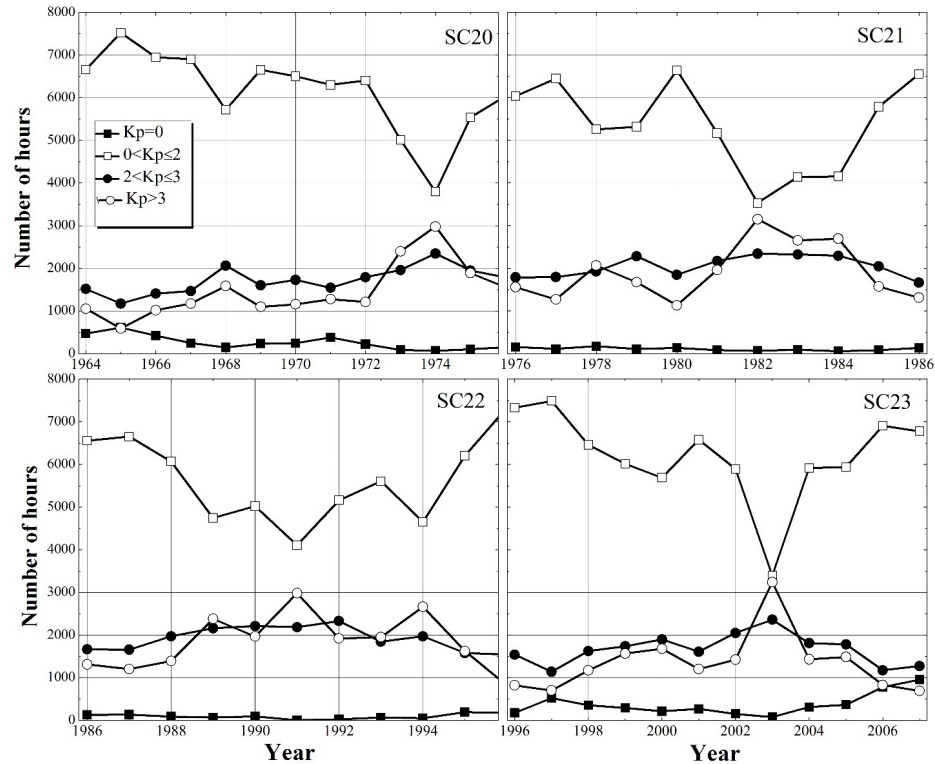 SC20
SC21
8000
7000
6000
5000
4000
3000
2000
1000
0
Number of hours
Kp=0
0<Kp≤2
2<Kp≤3
Kp>3
1964 1966 1968 1970 1972 1974
1976 1978 1980 1982 1984 1986
SC22
SC23
8000
7000
6000
5000
4000
3000
2000
1000
0
Number of hours
1986 1988 1990 1992 1994
1996 1998 2000 2002 2004 2006
Year
Year